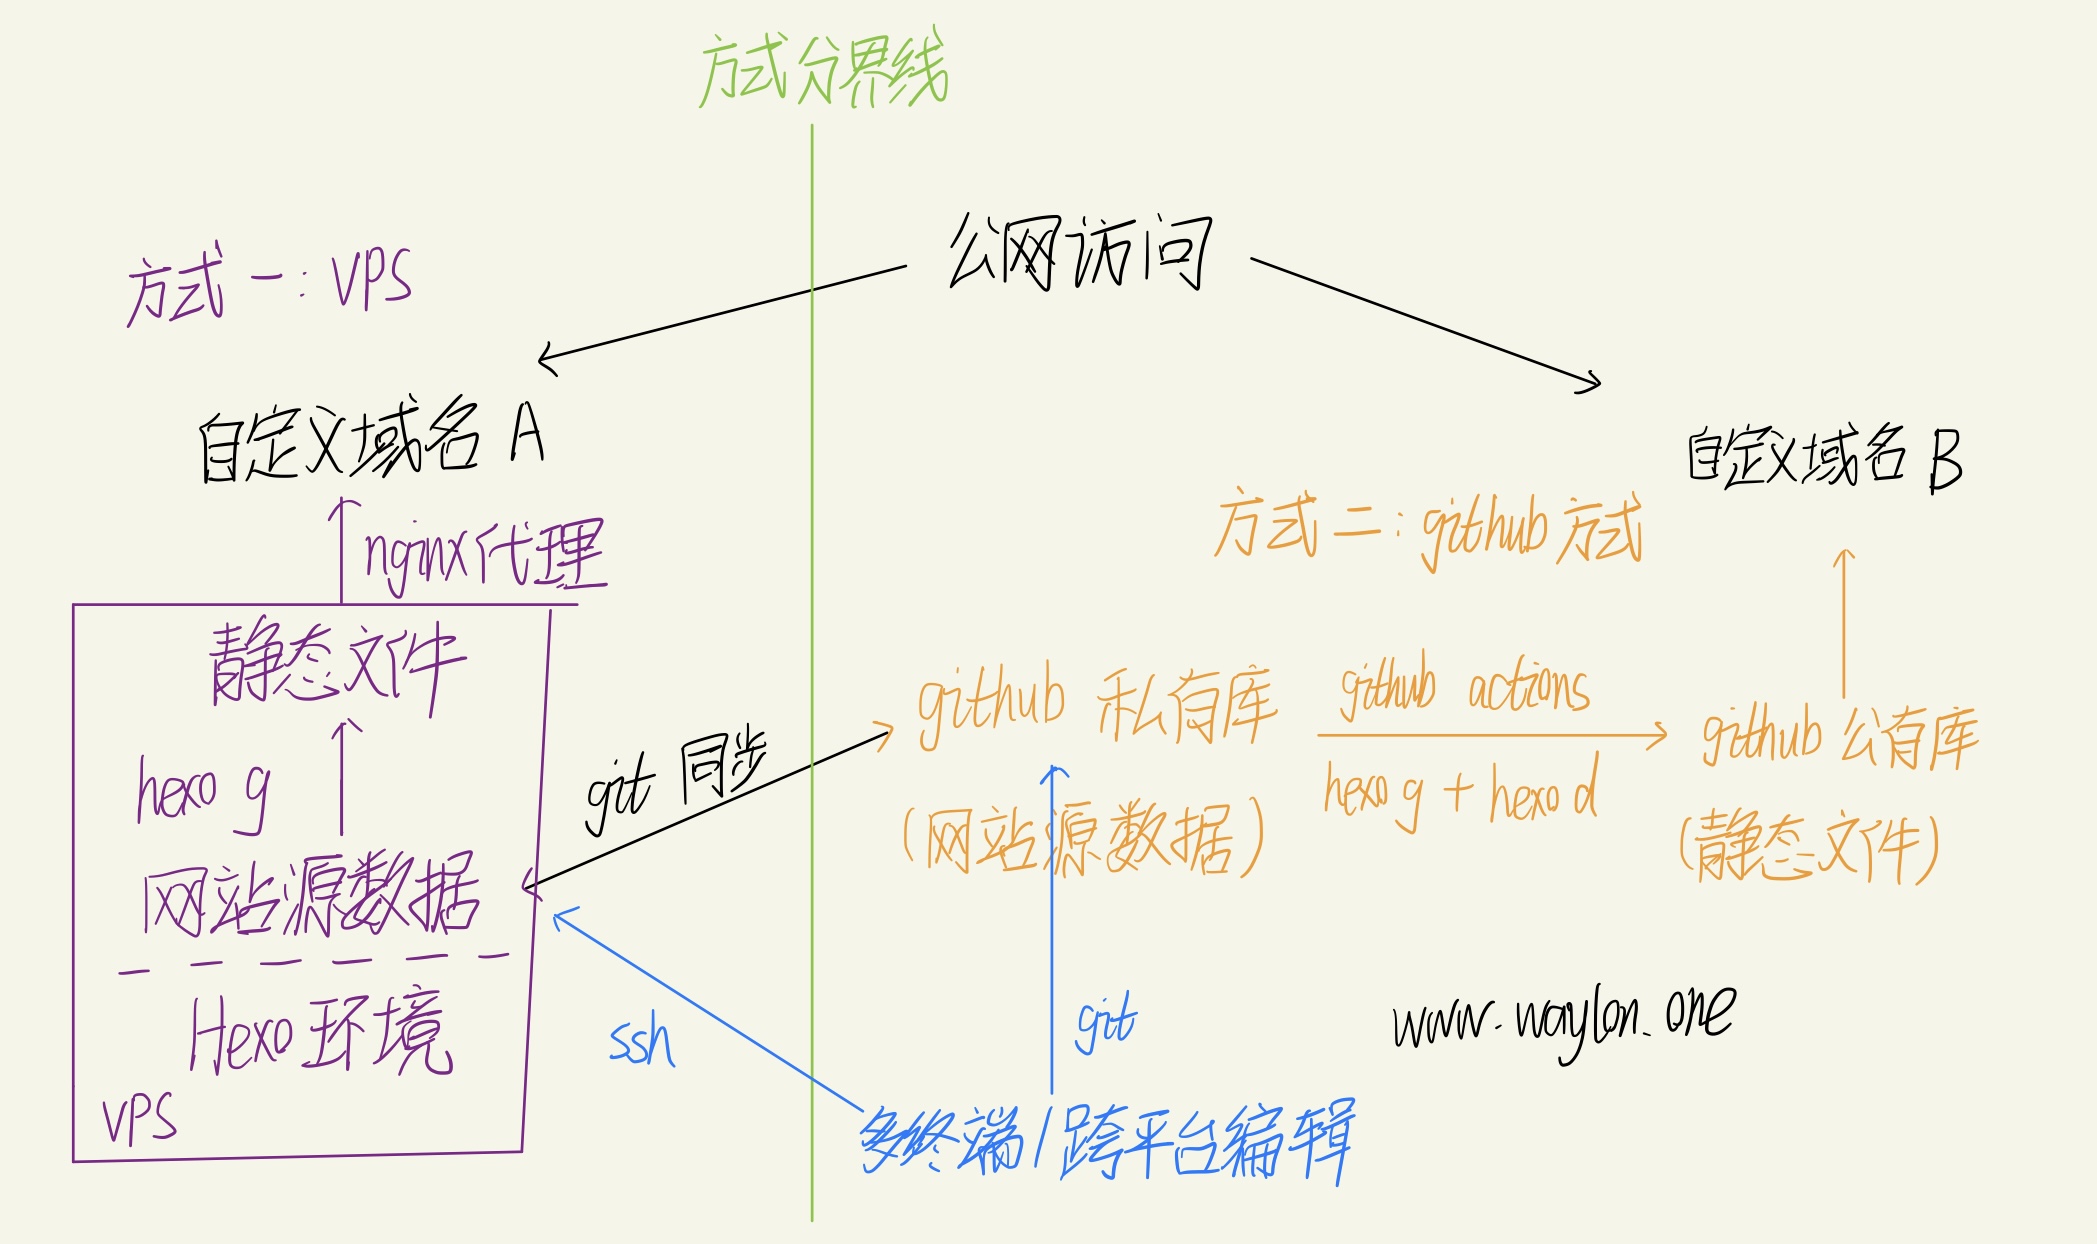 方式分界线
公网访问
方式一:VPS
自定义域名 A
自定义域名 B
方式二:github 方式
nginx代理
静态文件
github 私有库
github actions
github 公有库
git 同步
hexo g
hexo g + hexo d
(网站源数据)
(静态文件)
网站源数据
Hexo 环境
ssh
git
www.waylon.one
VPS
多终端/跨平台编辑